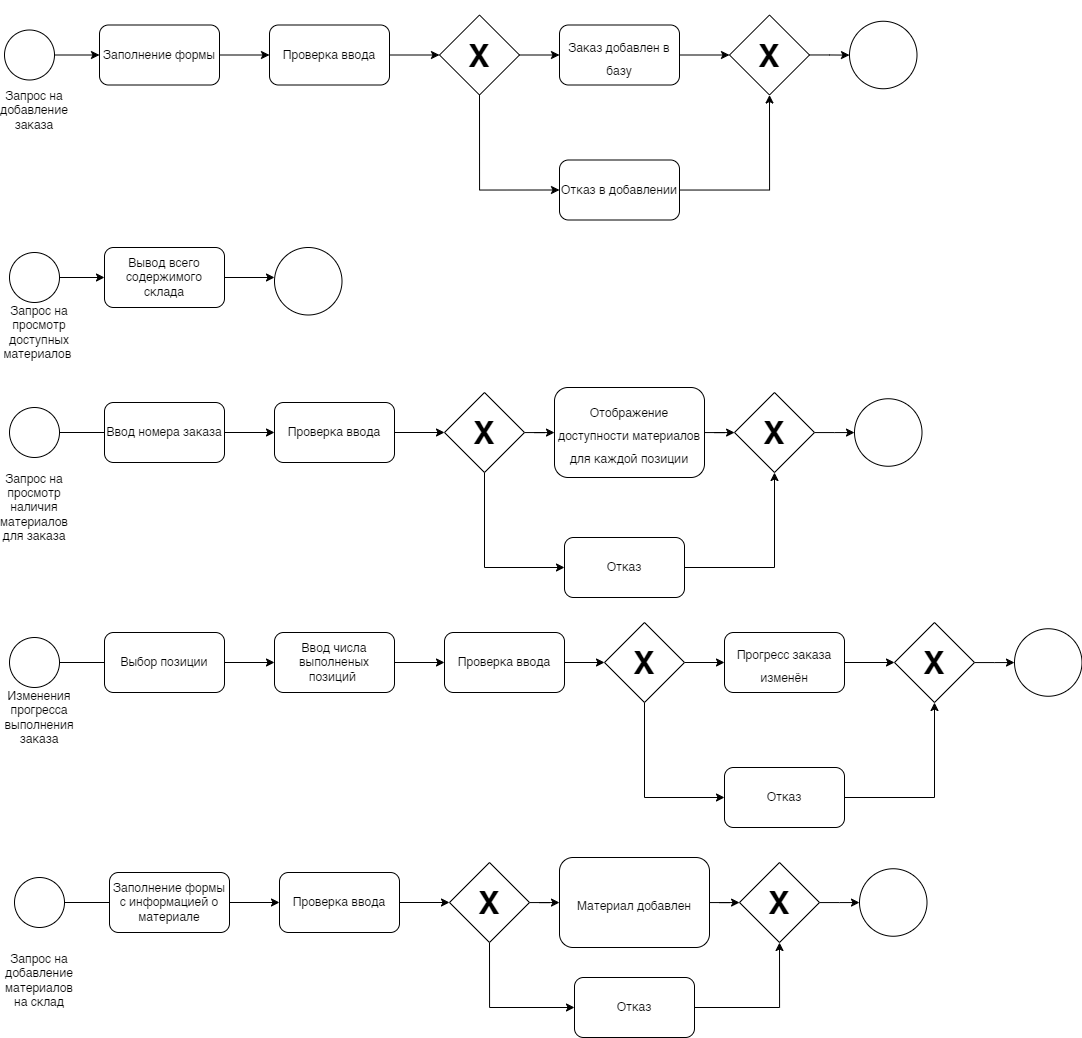 Заполнение формы
Проверка ввода
X
Заказ добавлен в
базу
X
Запрос на
добавление
заказа
Отказ в добавлении
Вывод всего
содержимого
склада
Запрос на
просмотр
доступных
материалов
Ввод номера заказа
Проверка ввода
X
Отображение
доступности материалов
для каждой позиции
X
Запрос на
просмотр
наличия
материалов
для заказа
Отказ
Выбор позиции
Ввод числа
выполненых
позиций
Проверка ввода
X
Прогресс заказа
изменён
X
Изменения
прогресса
выполнения
заказа
Отказ
Заполнение формы
с информацией о
материале
Проверка ввода
X
Материал добавлен
X
Запрос на
добавление
материалов
на склад
Отказ